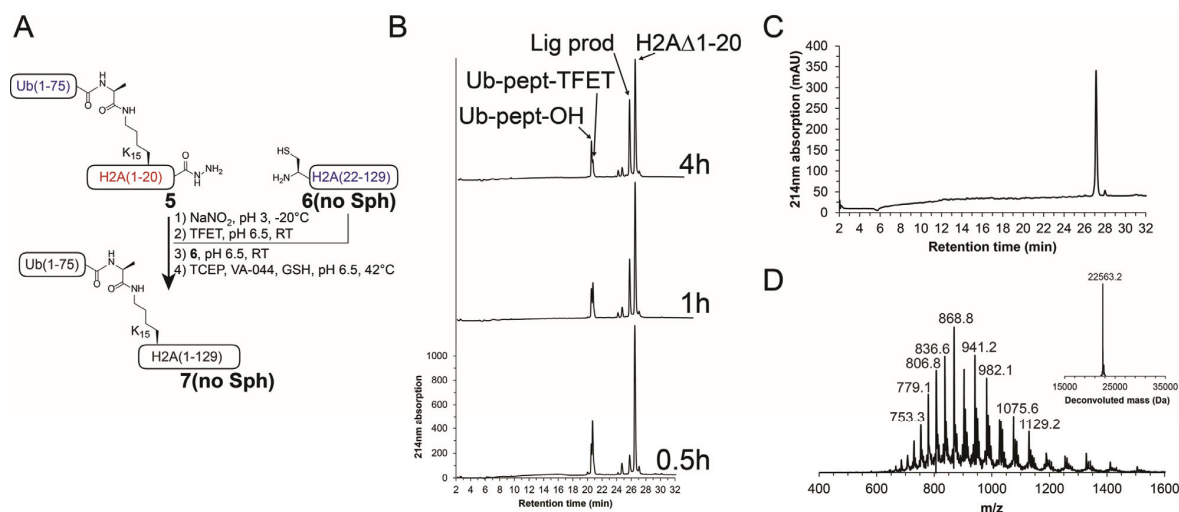 A
Ub(1-75)
H
N
O
O
NH
K15
H2A(1-20)
O
N
H
NH2
5
HS
H2N
H2A(22-129)
6(no Sph)
1) NaNO2, pH 3, -20°C
2) TFET, pH 6.5, RT
3) 6, pH 6.5, RT
4) TCEP, VA-044, GSH, pH 6.5, 42°C
Ub(1-75)
H
N
O
O
NH
K15
H2A(1-129)
7(no Sph)
B
Lig prod
H2AΔ1-20
Ub-pept-TFET
Ub-pept-OH
4h
1h
0.5h
214nm absorption
1000
800
600
400
200
0
2 4 6 8 10 12 14 16 18 20 22 24 26 28 30 32
Retention time (min)
C
214nm absorption (mAU)
400
350
300
250
200
150
100
50
0
2 4 6 8 10 12 14 16 18 20 22 24 26 28 30 32
Retention time (min)
D
22563.2
15000 25000 35000
Deconvoluted mass (Da)
868.8
836.6
941.2
806.8
982.1
779.1
1075.6
753.3
1129.2
400 600 800 1000 1200 1400 1600
m/z